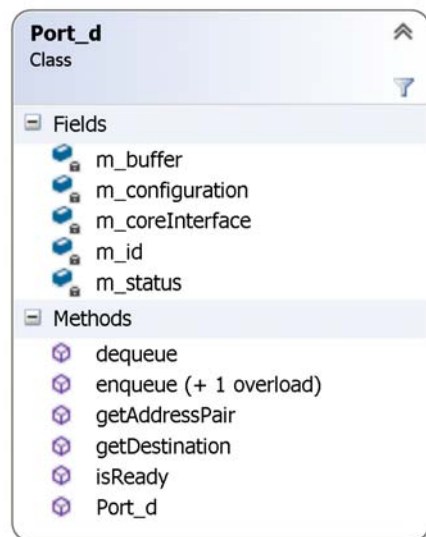 Port_d
Class
Fields
m_buffer
m_configuration
m_coreInterface
m_id
m_status
Methods
dequeue
enqueue (+ 1 overload)
getAddressPair
getDestination
isReady
Port_d